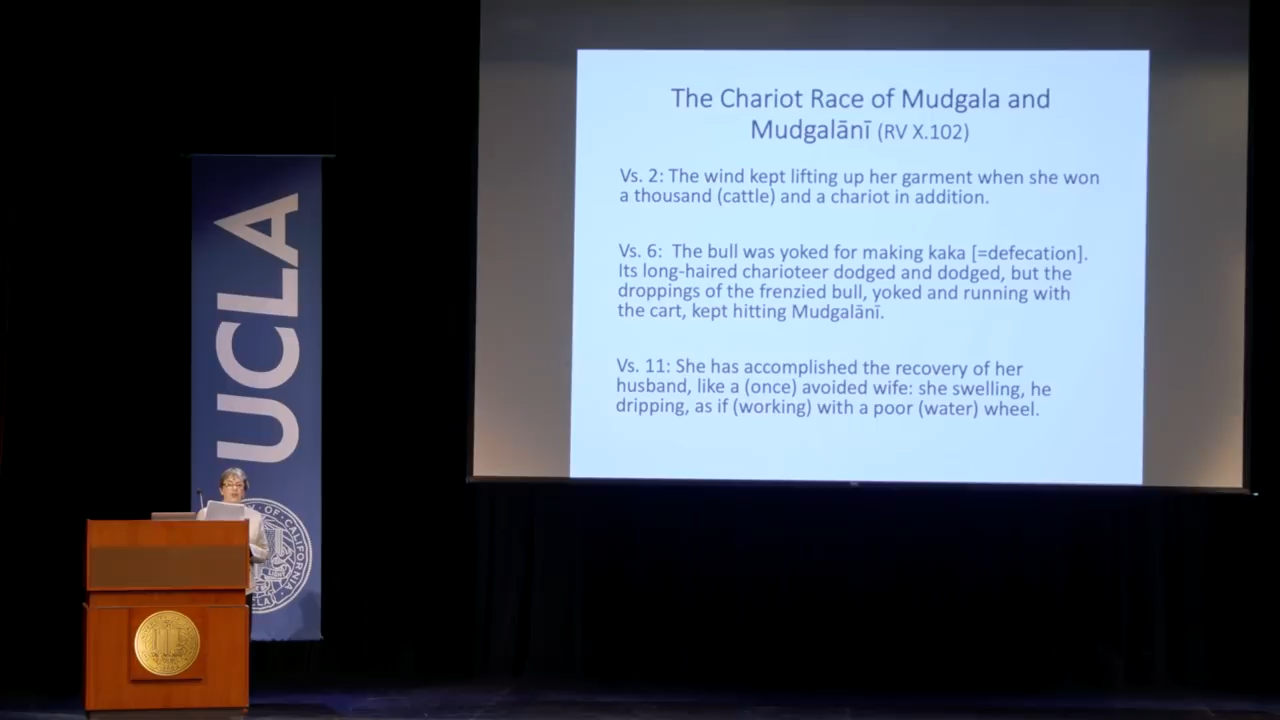 The Chariot Race of Mudgala and
Mudgalānī (RV X.102)
Vs. 2: The wind kept lifting up her garment when she won
a thousand (cattle) and a chariot in addition.
Vs. 6:  The bull was yoked for making kaka [=defecation].
Its long-haired charioteer dodged and dodged, but the
droppings of the frenzied bull, yoked and running with
the cart, kept hitting Mudgalānī.
Vs. 11: She has accomplished the recovery of her
husband, like a (once) avoided wife: she swelling, he
dripping, as if (working) with a poor (water) wheel.
UCLA
OF CALIFORNIA